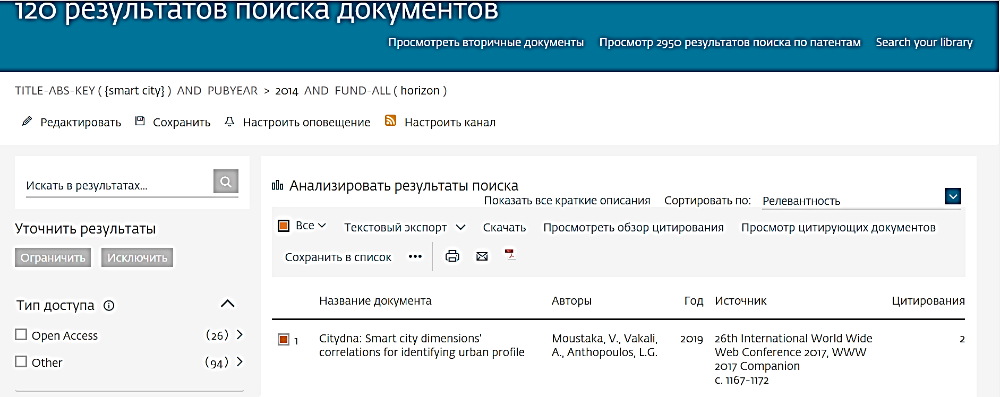 120 результатов поиска документов
Просмотреть вторичные документы Просмотр 2950 результатов поиска по патентам Search your library
TITLE-ABS-KEY ( {smart city} ) AND PUBYEAR > 2014 AND FUND-ALL ( horizon )
Редактировать Сохранить Настроить оповещение Настроить канал
Искать в результатах...
Уточнить результаты
Ограничить Исключить
Тип доступа
Open Access (26)
Other (94)
Анализировать результаты поиска
Показать все краткие описания Сортировать по: Релевантность
Все Текстовый экспорт Скачать Просмотреть обзор цитирования Просмотр цитирующих документов
Сохранить в список ••• PDF
Название документа Авторы Год Источник Цитирования
1 Citydna: Smart city dimensions' Moustaka, V., Vakali, 2019 26th International World Wide 2
correlations for identifying urban profile A., Anthopoulos, L.G. Web Conference 2017, WWW
2017 Companion
с. 1167-1172